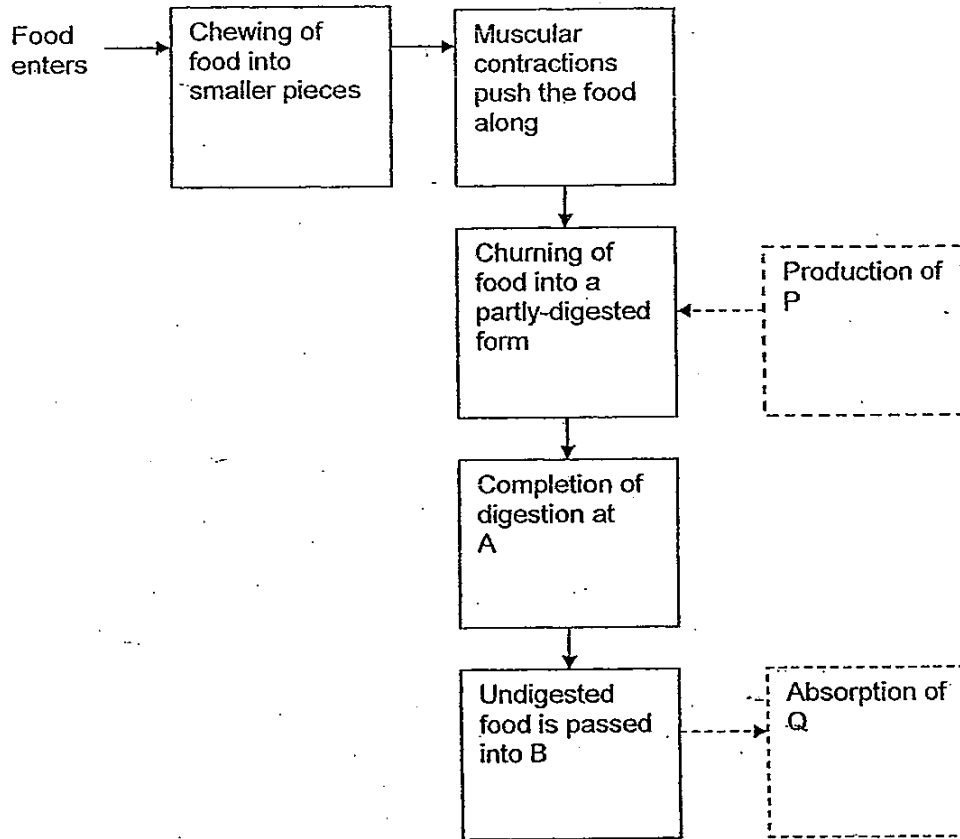 Food
enters
Chewing of
food into
smaller pieces
Muscular
contractions
push the food
along
Churning of
food into a
partly-digested
form
Production of
P
Completion of
digestion at
A
Undigested
food is passed
into B
Absorption of
Q